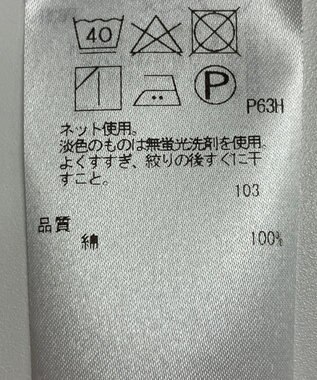 40
P
P63H
ネット使用。
淡色のものは無蛍光洗剤を使用。
よくすすぎ、絞りの後すぐに干
すこと。
103
品質
綿 100%